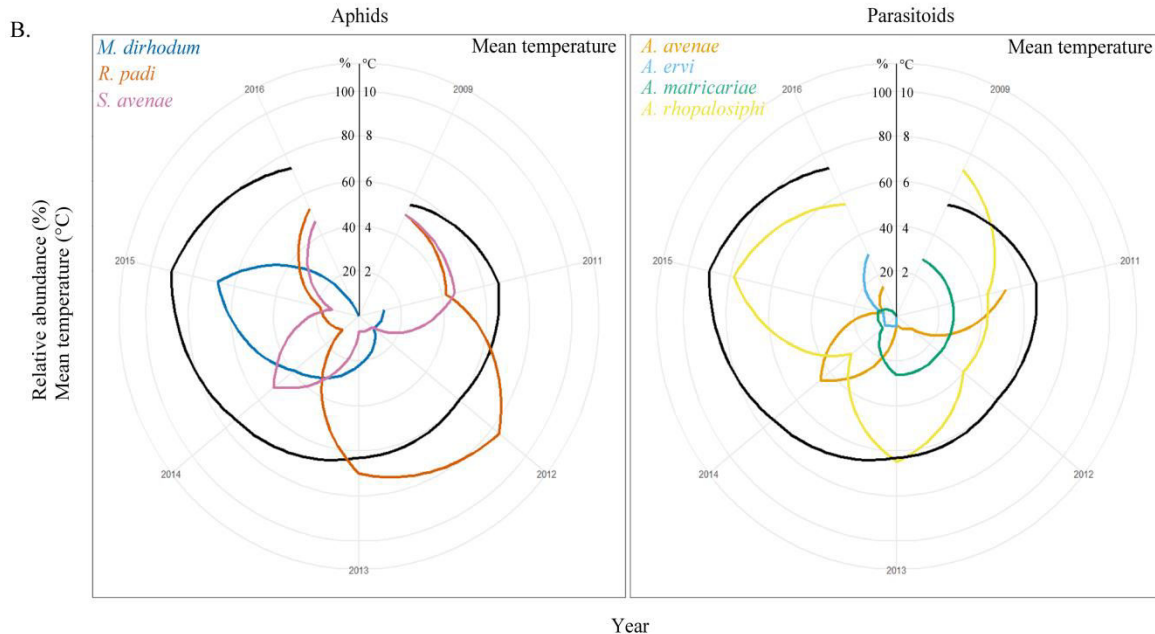 B.
Aphids
Parasitoids
M. dirhodum
R. padi
S. avenae
Mean temperature
% °C
100 10
80 8
60 6
40 4
20 2
2009
2011
2012
2013
2014
2015
2016
A. avenae
A. ervi
A. matricariae
A. rhopalosiphi
Mean temperature
% °C
100 10
80 8
60 6
40 4
20 2
2009
2011
2012
2013
2014
2015
2016
Relative abundance (%)
Mean temperature (°C)
Year